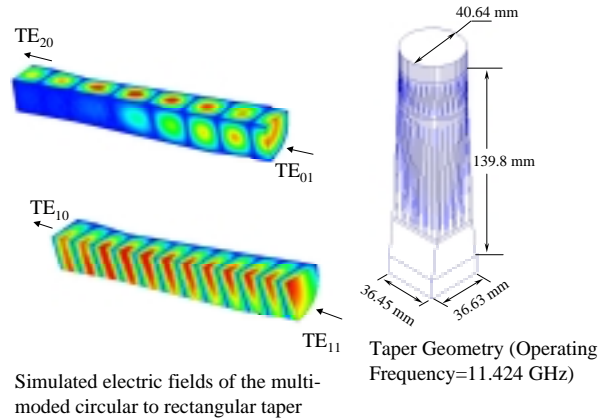 TE20
TE01
TE10
TE11
Simulated electric fields of the multi-
moded circular to rectangular taper
40.64 mm
139.8 mm
36.45 mm
36.63 mm
Taper Geometry (Operating
Frequency=11.424 GHz)